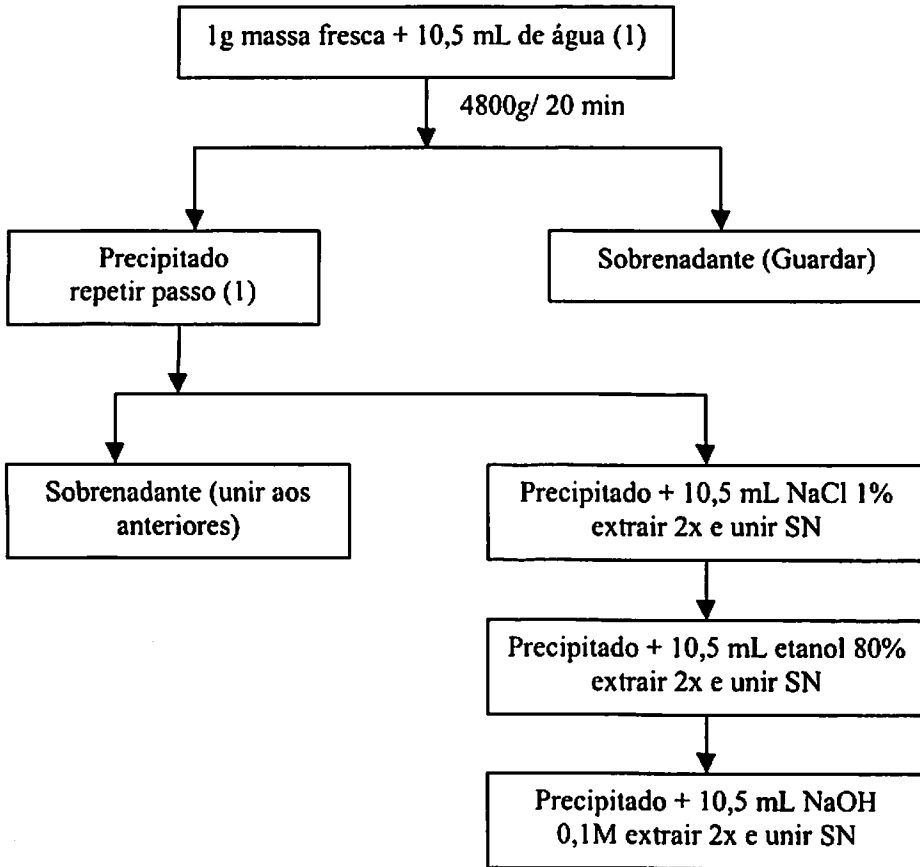 1g massa fresca + 10,5 mL de água (1)
4800g/ 20 min
Precipitado
repetir passo (1)
Sobrenadante (Guardar)
Sobrenadante (unir aos
anteriores)
Precipitado + 10,5 mL NaCl 1%
extrair 2x e unir SN
Precipitado + 10,5 mL etanol 80%
extrair 2x e unir SN
Precipitado + 10,5 mL NaOH
0,1M extrair 2x e unir SN